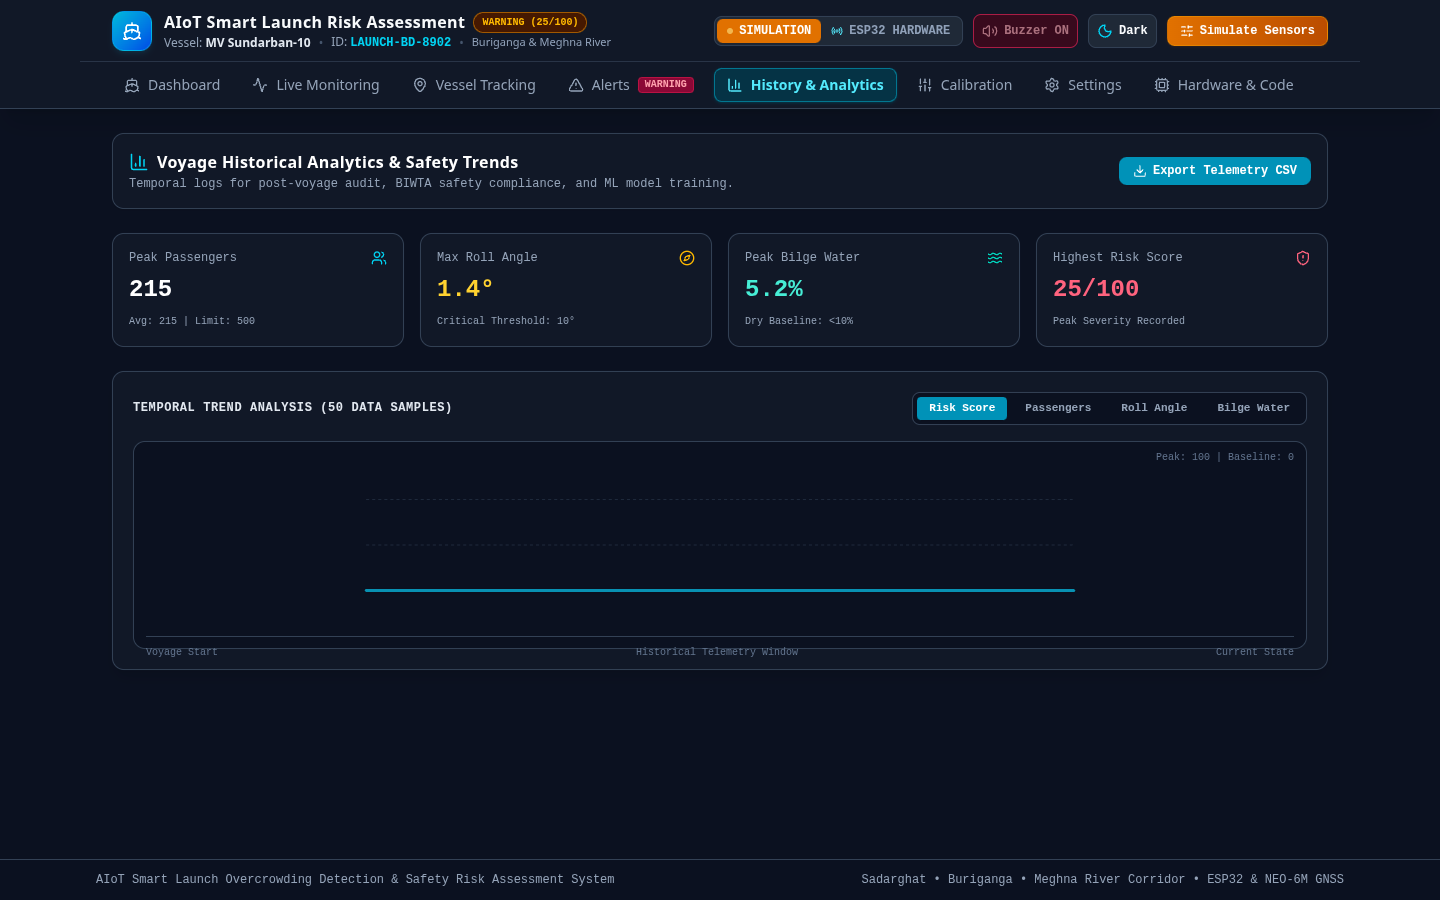 AIoT Smart Launch Risk Assessment WARNING (25/100)
Vessel: MV Sundarban-10 • ID: LAUNCH-BD-8902 • Buriganga & Meghna River
SIMULATION ESP32 HARDWARE Buzzer ON Dark Simulate Sensors
Dashboard Live Monitoring Vessel Tracking Alerts WARNING History & Analytics Calibration Settings Hardware & Code
Voyage Historical Analytics & Safety Trends
Temporal logs for post-voyage audit, BIWTA safety compliance, and ML model training.
Export Telemetry CSV
Peak Passengers
215
Avg: 215 | Limit: 500
Max Roll Angle
1.4°
Critical Threshold: 10°
Peak Bilge Water
5.2%
Dry Baseline: <10%
Highest Risk Score
25/100
Peak Severity Recorded
TEMPORAL TREND ANALYSIS (50 DATA SAMPLES)
Risk Score Passengers Roll Angle Bilge Water
Peak: 100 | Baseline: 0
Voyage Start Historical Telemetry Window Current State
AIoT Smart Launch Overcrowding Detection & Safety Risk Assessment System
Sadarghat • Buriganga • Meghna River Corridor • ESP32 & NEO-6M GNSS